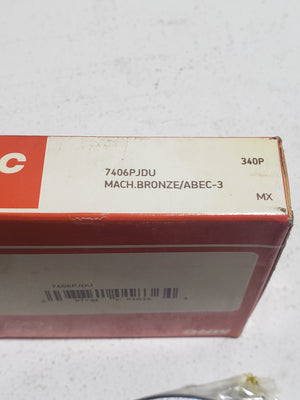 C
340P
7406PJDU
MACH.BRONZE/ABEC-3
MX
7406PJDU